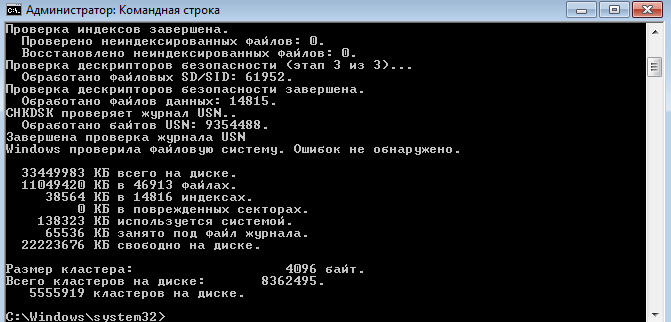 Администратор: Командная строка
Проверка индексов завершена.
Проверено неиндексированных файлов: 0.
Восстановлено неиндексированных файлов: 0.
Проверка дескрипторов безопасности (этап 3 из 3)...
Обработано файловых SD/SID: 61952.
Проверка дескрипторов безопасности завершена.
Обработано файлов данных: 14815.
CHKDSK проверяет журнал USN..
Обработано байтов USN: 9354488.
Завершена проверка журнала USN
Windows проверила файловую систему. Ошибок не обнаружено.
33449983 КБ всего на диске.
11049420 КБ в 46913 файлах.
38564 КБ в 14816 индексах.
0 КБ в поврежденных секторах.
138323 КБ используется системой.
65536 КБ занято под файл журнала.
22223676 КБ свободно на диске.
Размер кластера: 4096 байт.
Всего кластеров на диске: 8362495.
5555919 кластеров на диске.
C:\Windows\system32>